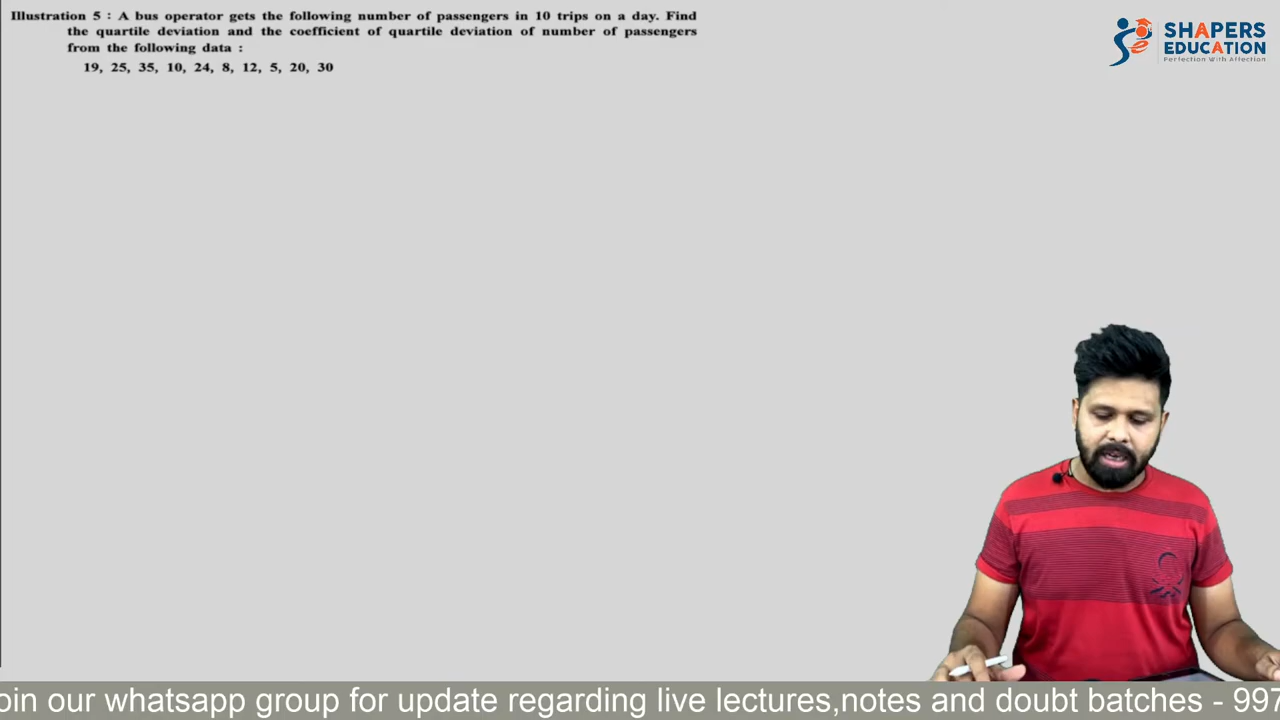 Illustration 5 : A bus operator gets the following number of passengers in 10 trips on a day. Find
the quartile deviation and the coefficient of quartile deviation of number of passengers
from the following data :
19, 25, 35, 10, 24, 8, 12, 5, 20, 30
SHAPERS
EDUCATION
Perfection With Affection
oin our whatsapp group for update regarding live lectures,notes and doubt batches - 997